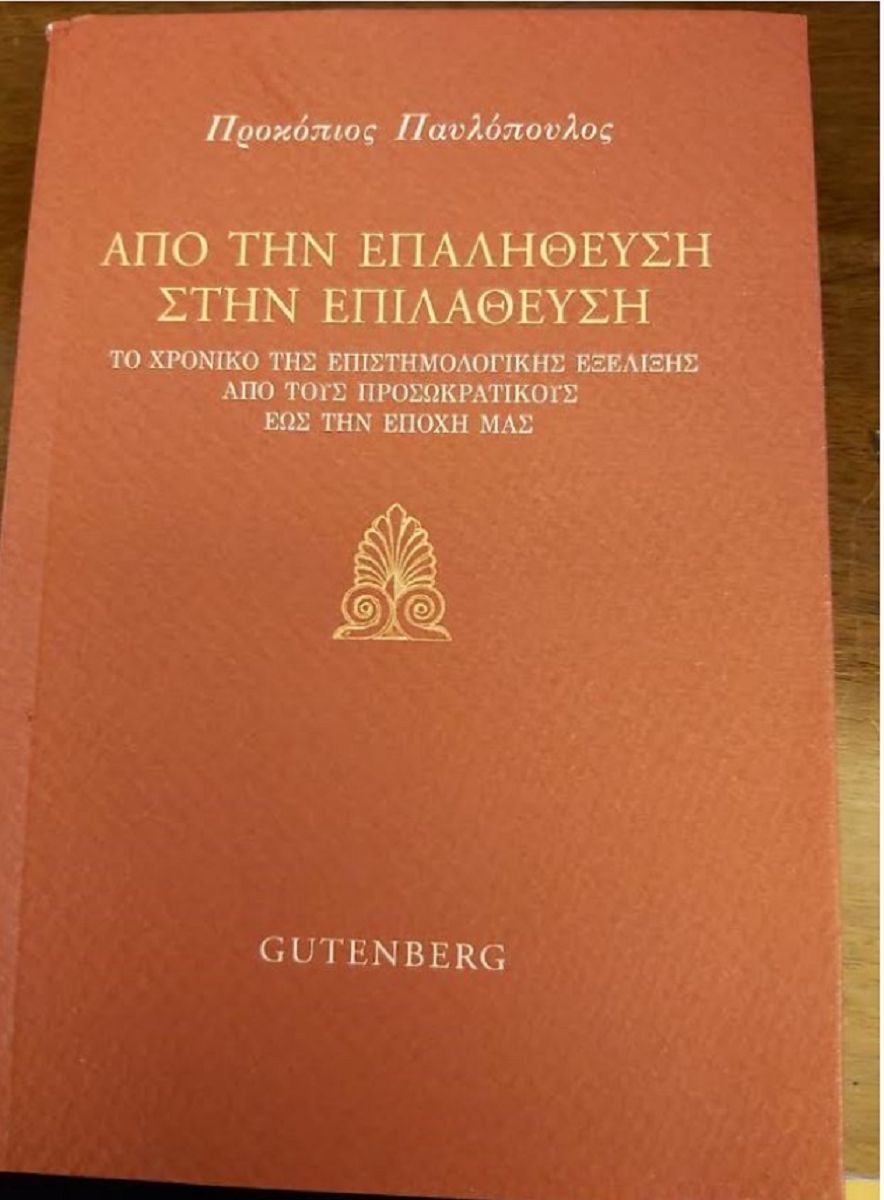 Προκόπιος Παυλόπουλος
ΑΠΟ ΤΗΝ ΕΠΑΛΗΘΕΥΣΗ
ΣΤΗΝ ΕΠΙΛΑΘΕΥΣΗ
ΤΟ ΧΡΟΝΙΚΟ ΤΗΣ ΕΠΙΣΤΗΜΟΛΟΓΙΚΗΣ ΕΞΕΛΙΞΗΣ
ΑΠΟ ΤΟΥΣ ΠΡΟΣΩΚΡΑΤΙΚΟΥΣ
ΕΩΣ ΤΗΝ ΕΠΟΧΗ ΜΑΣ
GUTENBERG